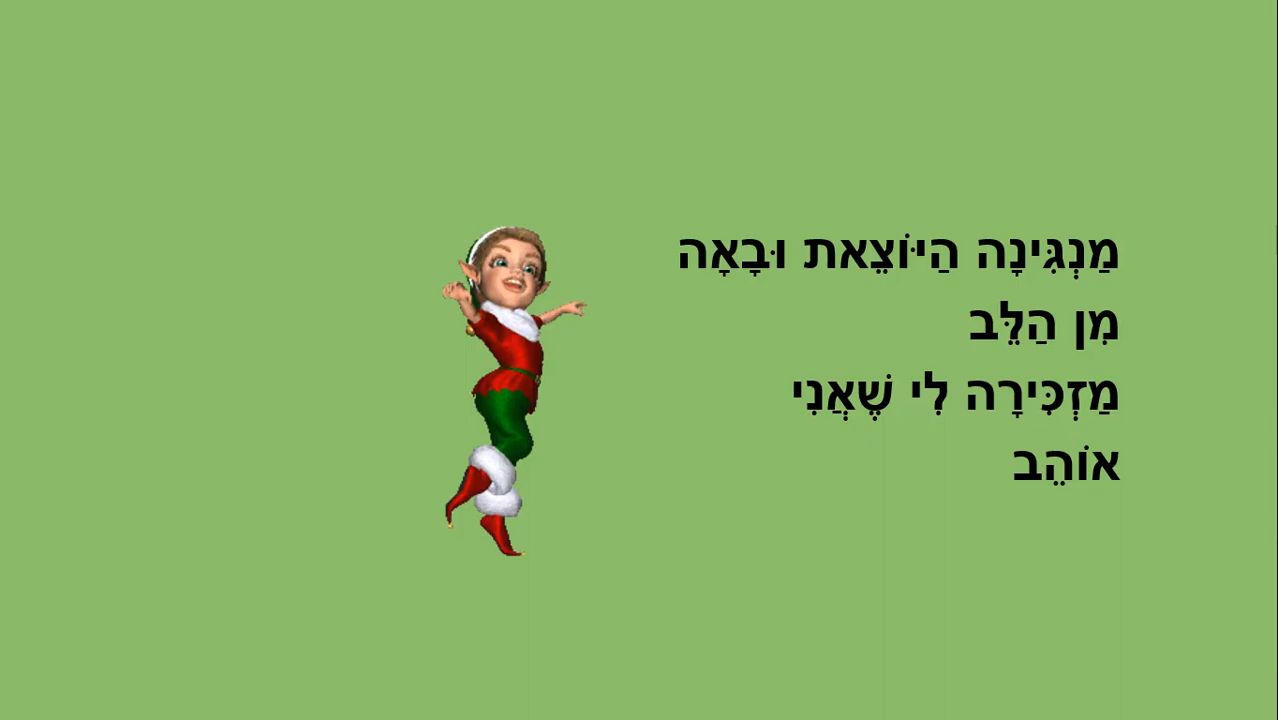 מַנְגִּינָה הַיּוֹצֵאת וּבָאָה
מִן הַלֵּב
מַזְכִּירָה לִי שֶׁאֲנִי
אוֹהֵב